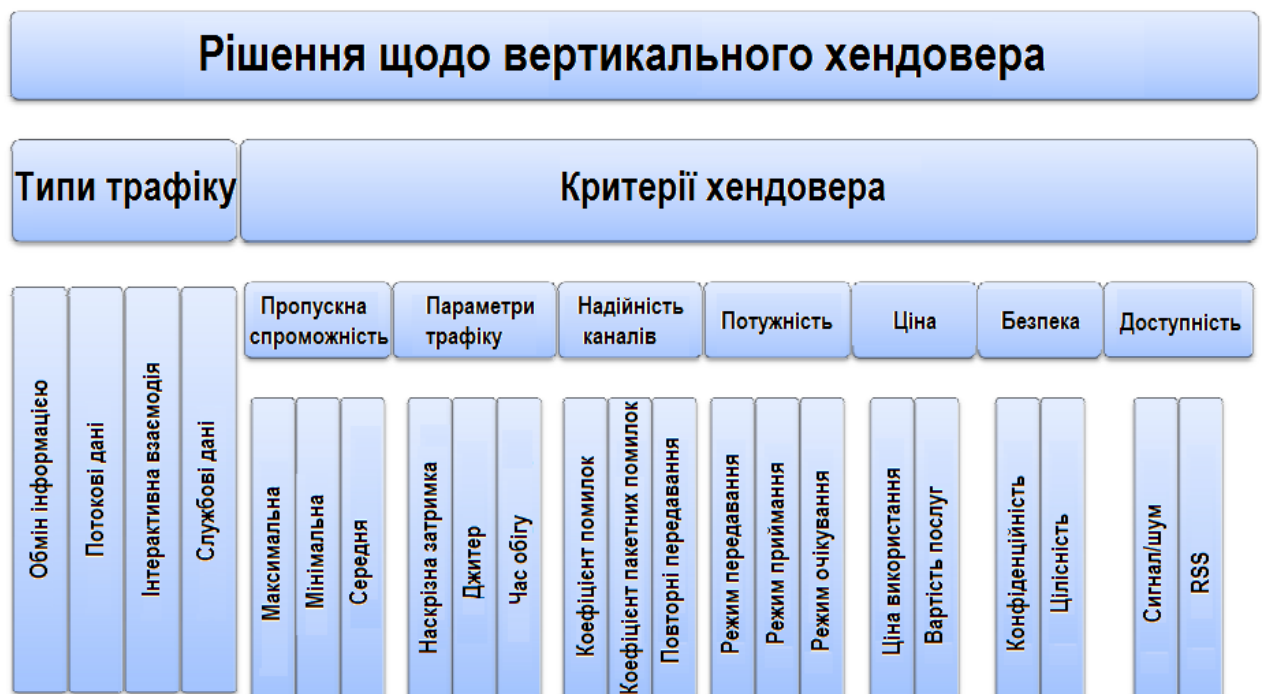 Рішення щодо вертикального хендовера
Типи трафіку
Критерії хендовера
Обмін інформацією
Потокові дані
Інтерактивна взаємодія
Службові дані
Пропускна
спроможність
Максимальна
Мінімальна
Середня
Параметри
трафіку
Наскрізна затримка
Джитер
Час обігу
Надійність
каналів
Коефіцієнт помилок
Коефіцієнт пакетних помилок
Повторні передавання
Потужність
Режим передавання
Режим приймання
Режим очікування
Ціна
Ціна використання
Вартість послуг
Безпека
Конфіденційність
Цілісність
Доступність
Сигнал/шум
RSS